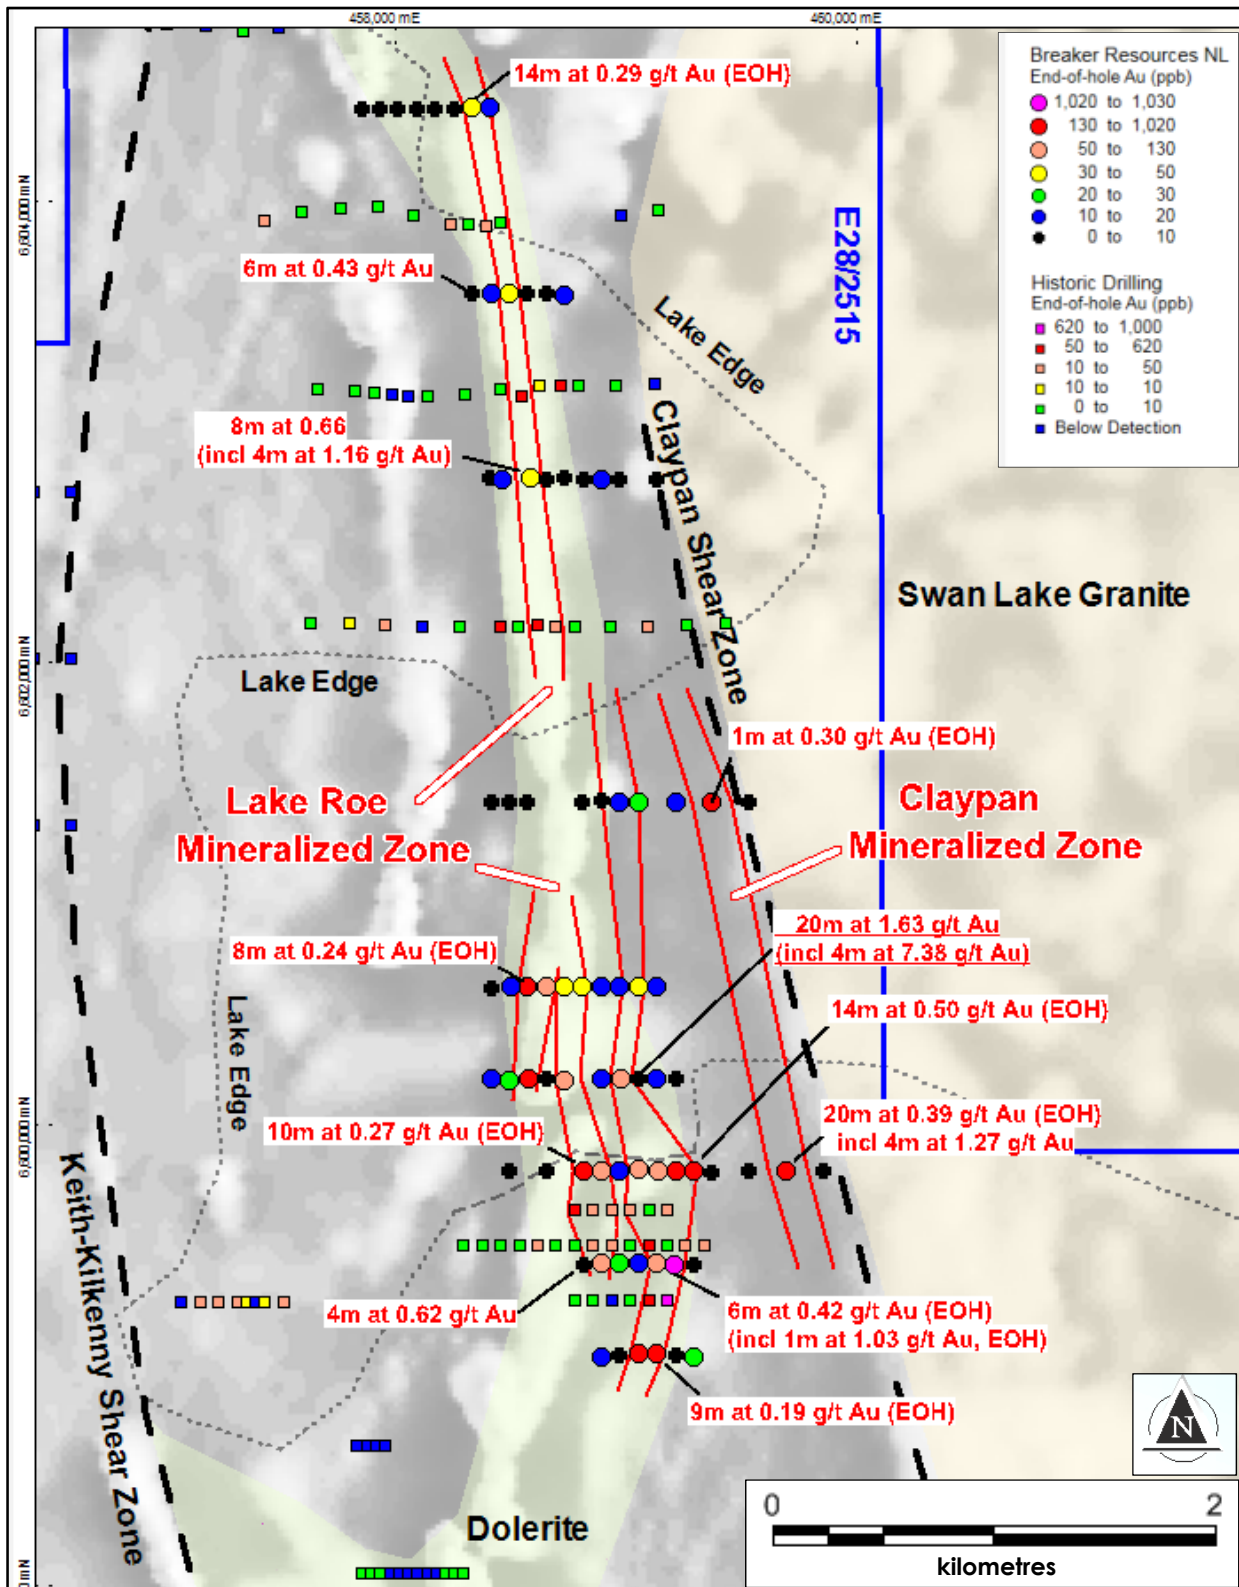 458,000 mE
460,000 mE
Breaker Resources NL
End-of-hole Au (ppb)
1,020 to 1,030
130 to 1,020
50 to 130
30 to 50
20 to 30
10 to 20
0 to 10
Historic Drilling
End-of-hole Au (ppb)
620 to 1,000
50 to 620
10 to 50
10 to 10
0 to 10
Below Detection
14m at 0.29 g/t Au (EOH)
6,604,000 mN
E28/2515
6m at 0.43 g/t Au
Lake Edge
8m at 0.66
(incl 4m at 1.16 g/t Au)
Claypan Shear Zone
Swan Lake Granite
6,602,000 mN
Lake Edge
1m at 0.30 g/t Au (EOH)
Lake Roe
Mineralized Zone
Claypan
Mineralized Zone
20m at 1.63 g/t Au
(incl 4m at 7.38 g/t Au)
8m at 0.24 g/t Au (EOH)
14m at 0.50 g/t Au (EOH)
Lake Edge
10m at 0.27 g/t Au (EOH)
20m at 0.39 g/t Au (EOH)
incl 4m at 1.27 g/t Au
6,600,000 mN
Keith-Kilkenny Shear Zone
4m at 0.62 g/t Au
6m at 0.42 g/t Au (EOH)
(incl 1m at 1.03 g/t Au, EOH)
9m at 0.19 g/t Au (EOH)
N
Dolerite
0 2
kilometres